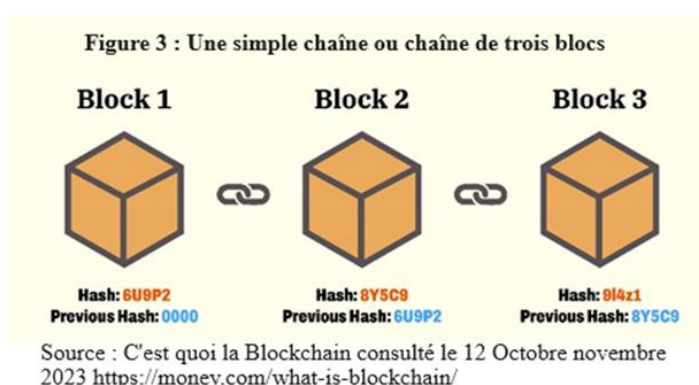 Figure 3 : Une simple chaîne ou chaîne de trois blocs
Block 1 Block 2 Block 3
Hash: 6U9P2 Hash: 8Y5C9 Hash: 9l4z1
Previous Hash: 0000 Previous Hash: 6U9P2 Previous Hash: 8Y5C9
Source : C'est quoi la Blockchain consulté le 12 Octobre novembre
2023 https://money.com/what-is-blockchain/